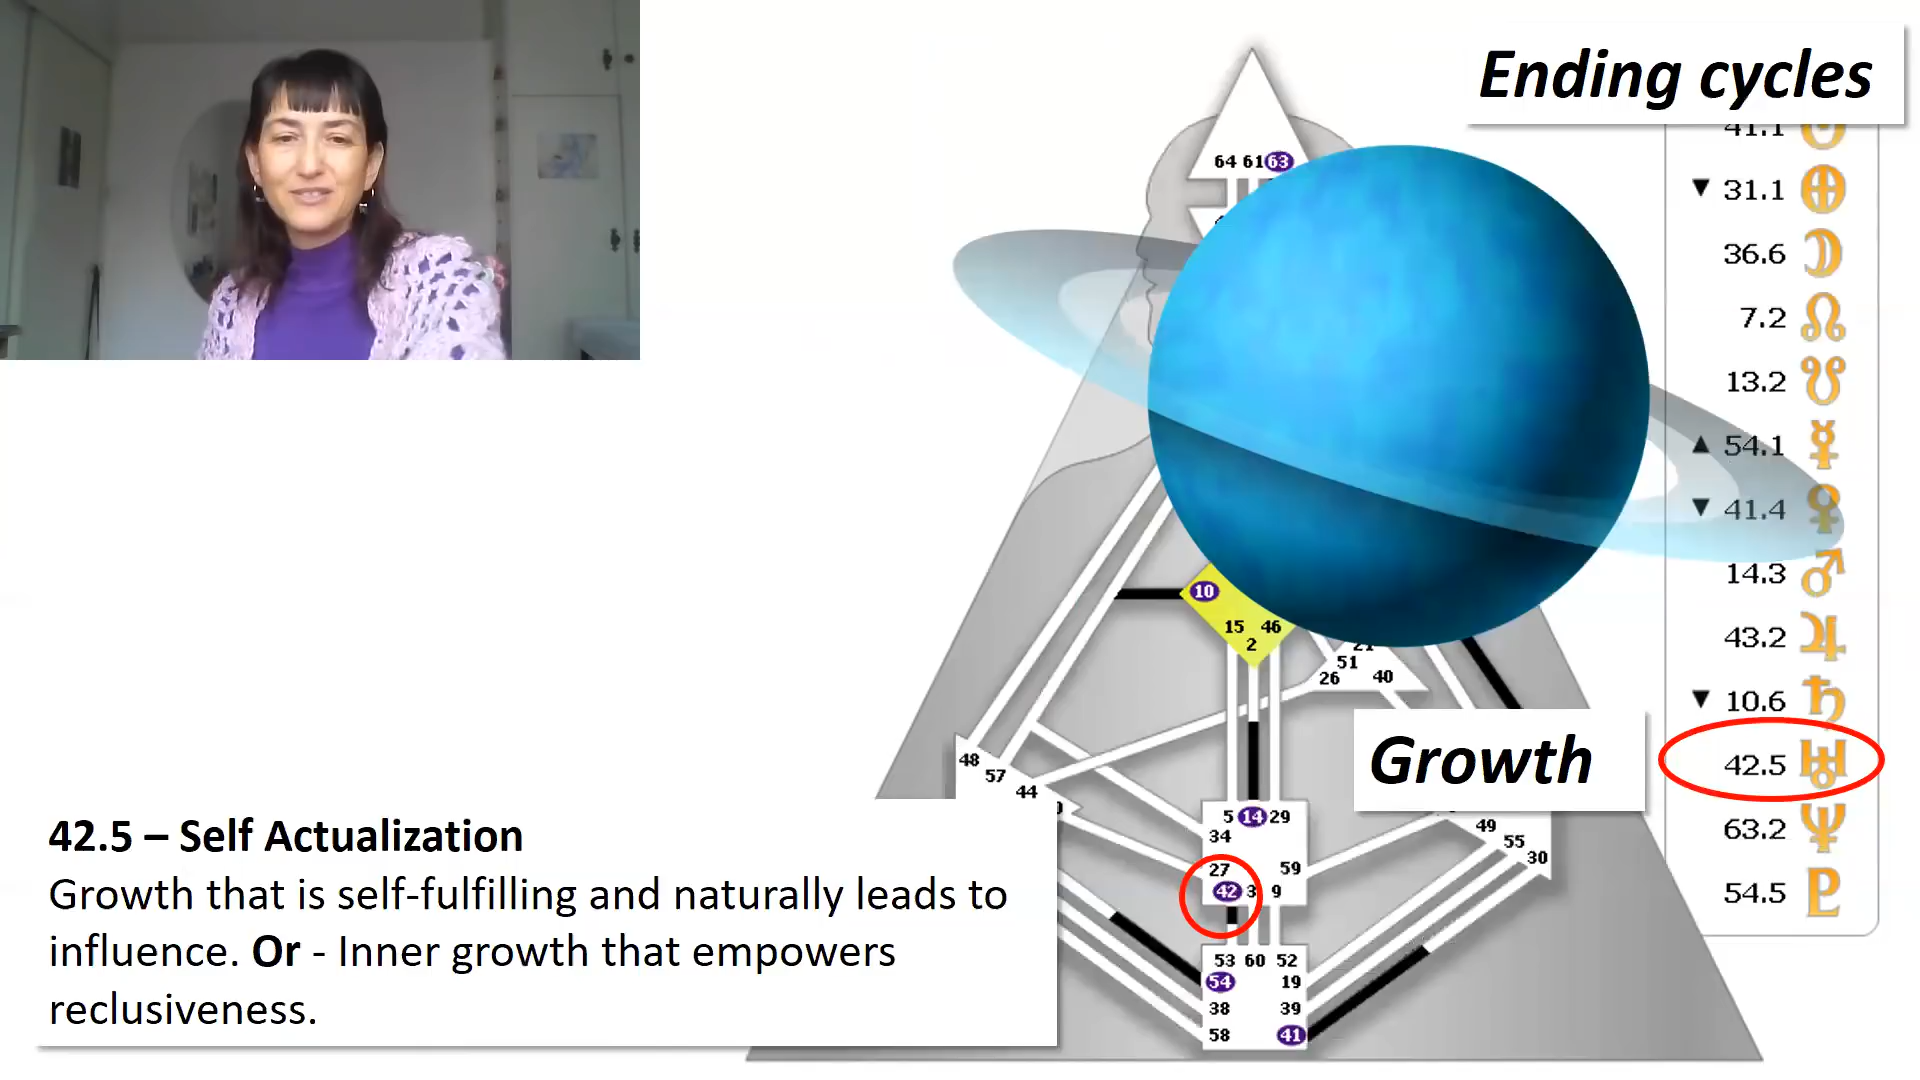 Ending cycles
41.1
▼ 31.1
36.6
7.2
13.2
▲ 54.1
▼ 41.4
14.3
43.2
▼ 10.6
42.5
63.2
54.5
64 61 63
10
15 46
2
51
26 40
48
57
44
Growth
5 14 29
34
27 59
42 3 9
49
55
30
53 60 52
54 19
38 39
58 41
42.5 – Self Actualization
Growth that is self-fulfilling and naturally leads to
influence. Or - Inner growth that empowers
reclusiveness.